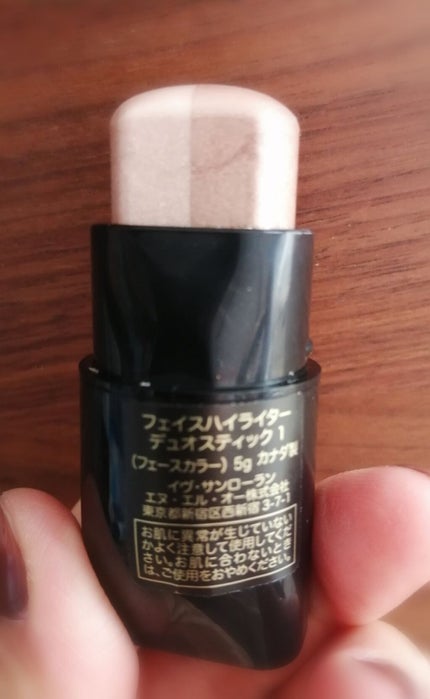 フェイスハイライター
デュオスティック 1
(フェースカラー) 5g カナダ製
イヴ・サンローラン
エヌ・エル・オー株式会社
東京都新宿区西新宿 3-7-1
お肌に異常が生じていない
かよく注意して使用してくだ
さい。お肌に合わないとき
は、ご使用をおやめください。